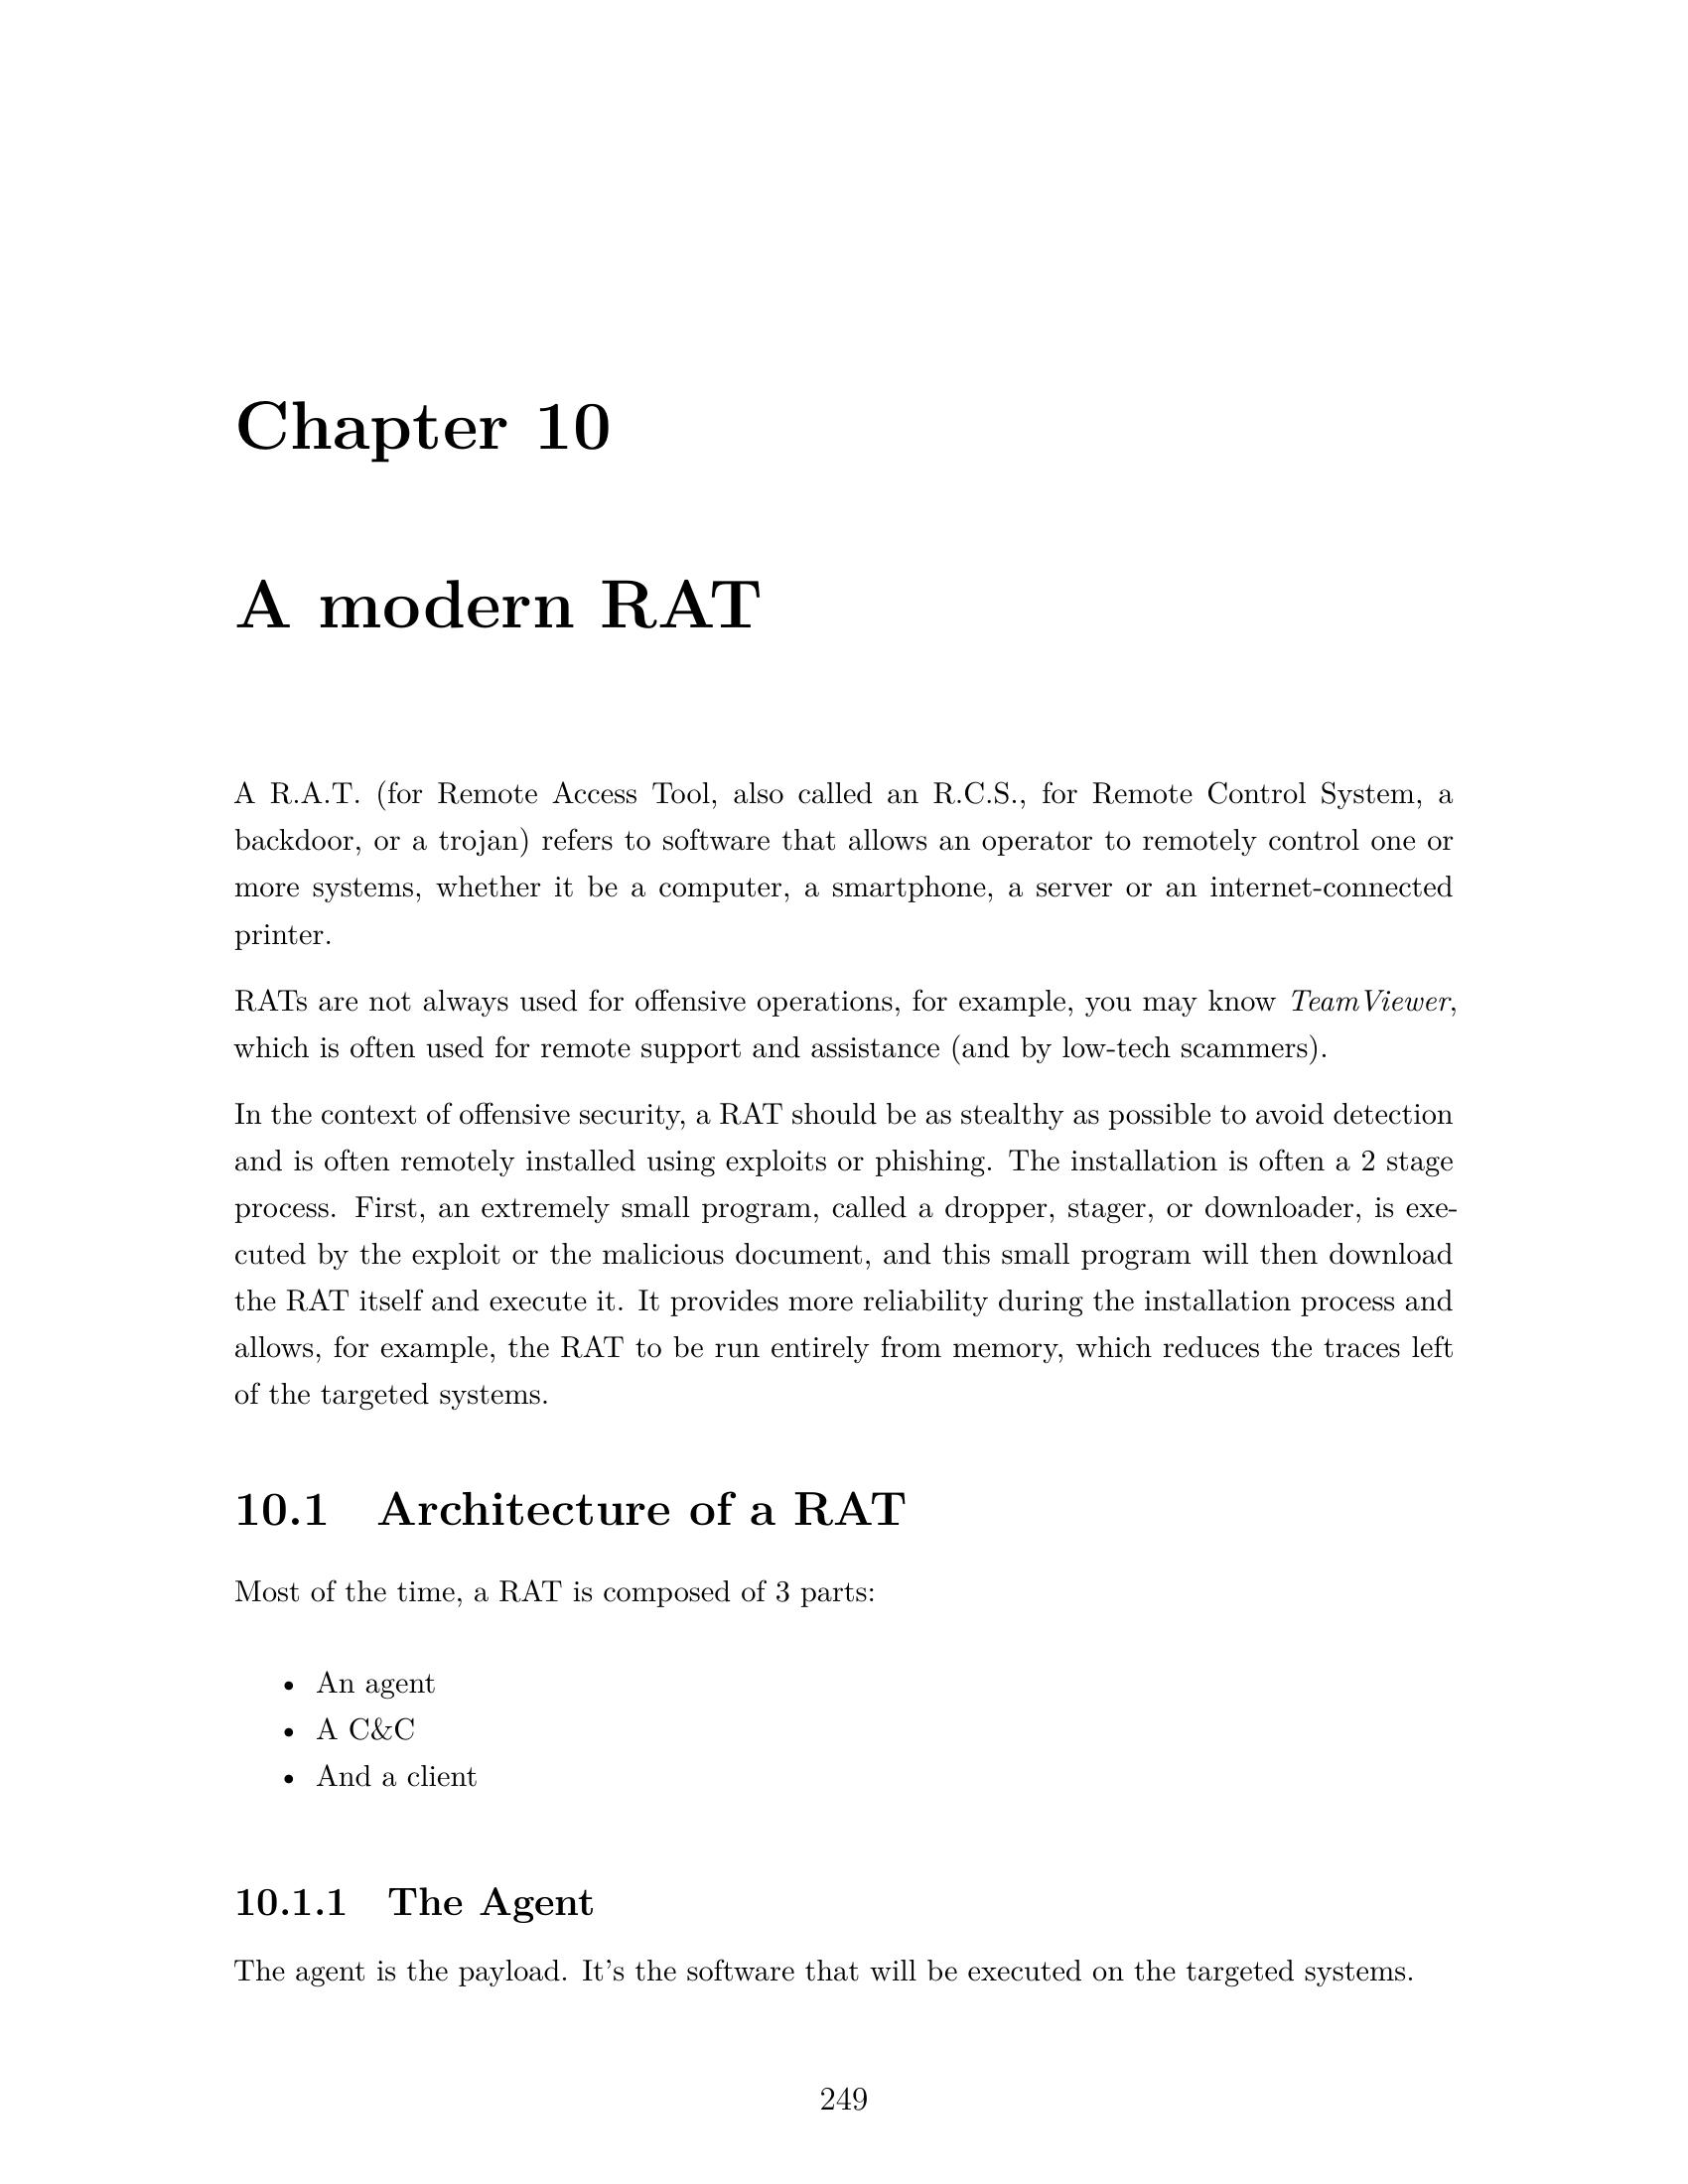 Chapter 10
A modern RAT
A R.A.T. (for Remote Access Tool, also called an R.C.S., for Remote Control System, a
backdoor, or a trojan) refers to software that allows an operator to remotely control one or
more systems, whether it be a computer, a smartphone, a server or an internet-connected
printer.
RATs are not always used for offensive operations, for example, you may know TeamViewer,
which is often used for remote support and assistance (and by low-tech scammers).
In the context of offensive security, a RAT should be as stealthy as possible to avoid detection
and is often remotely installed using exploits or phishing. The installation is often a 2 stage
process. First, an extremely small program, called a dropper, stager, or downloader, is exe-
cuted by the exploit or the malicious document, and this small program will then download
the RAT itself and execute it. It provides more reliability during the installation process and
allows, for example, the RAT to be run entirely from memory, which reduces the traces left
of the targeted systems.
10.1 Architecture of a RAT
Most of the time, a RAT is composed of 3 parts:
• An agent
• A C&C
• And a client
10.1.1 The Agent
The agent is the payload. It's the software that will be executed on the targeted systems.
249